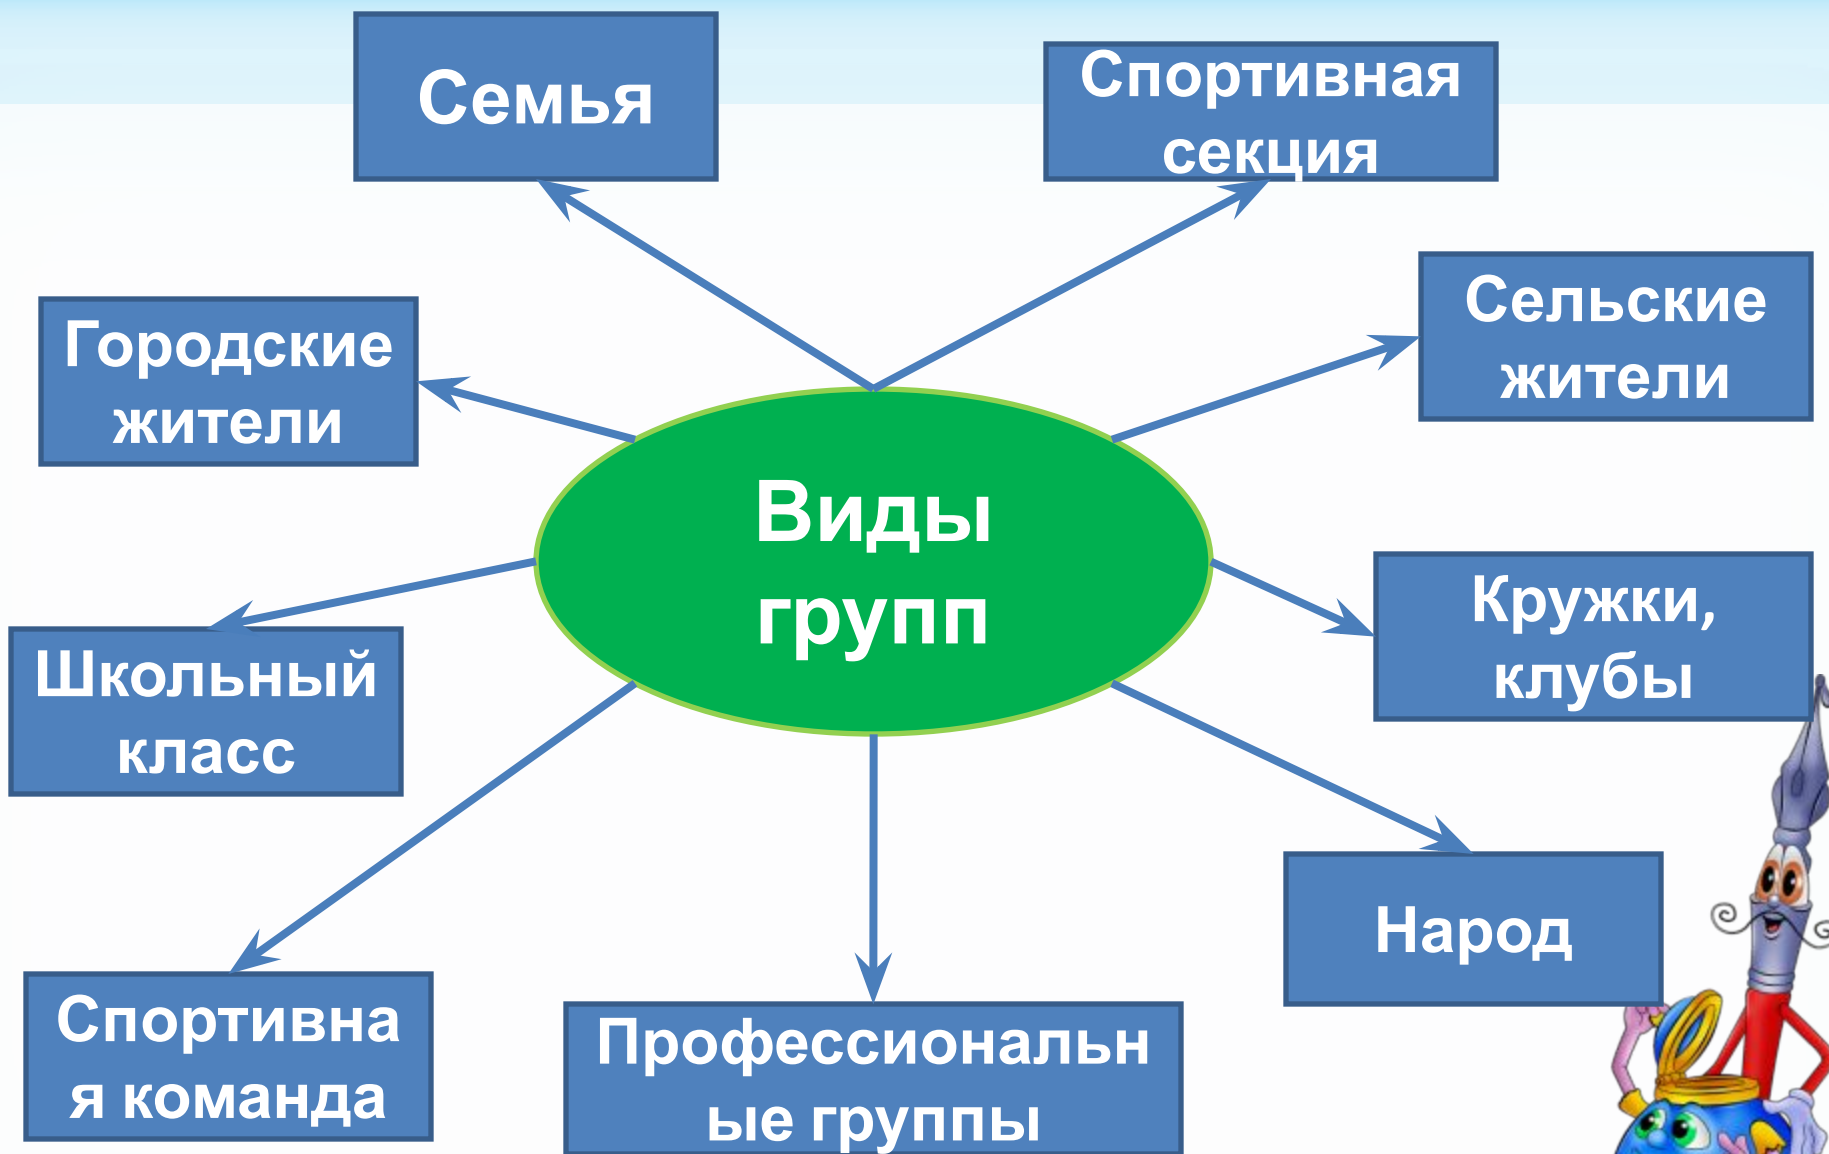 Семья
Спортивная
секция
Городские
жители
Сельские
жители
Виды
групп
Школьный
класс
Кружки,
клубы
Спортивна
я команда
Профессиональн
ые группы
Народ